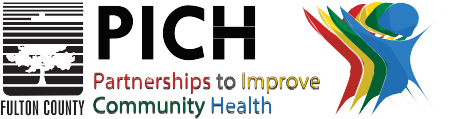 FULTON COUNTY
PICH
Partnerships to Improve
Community Health